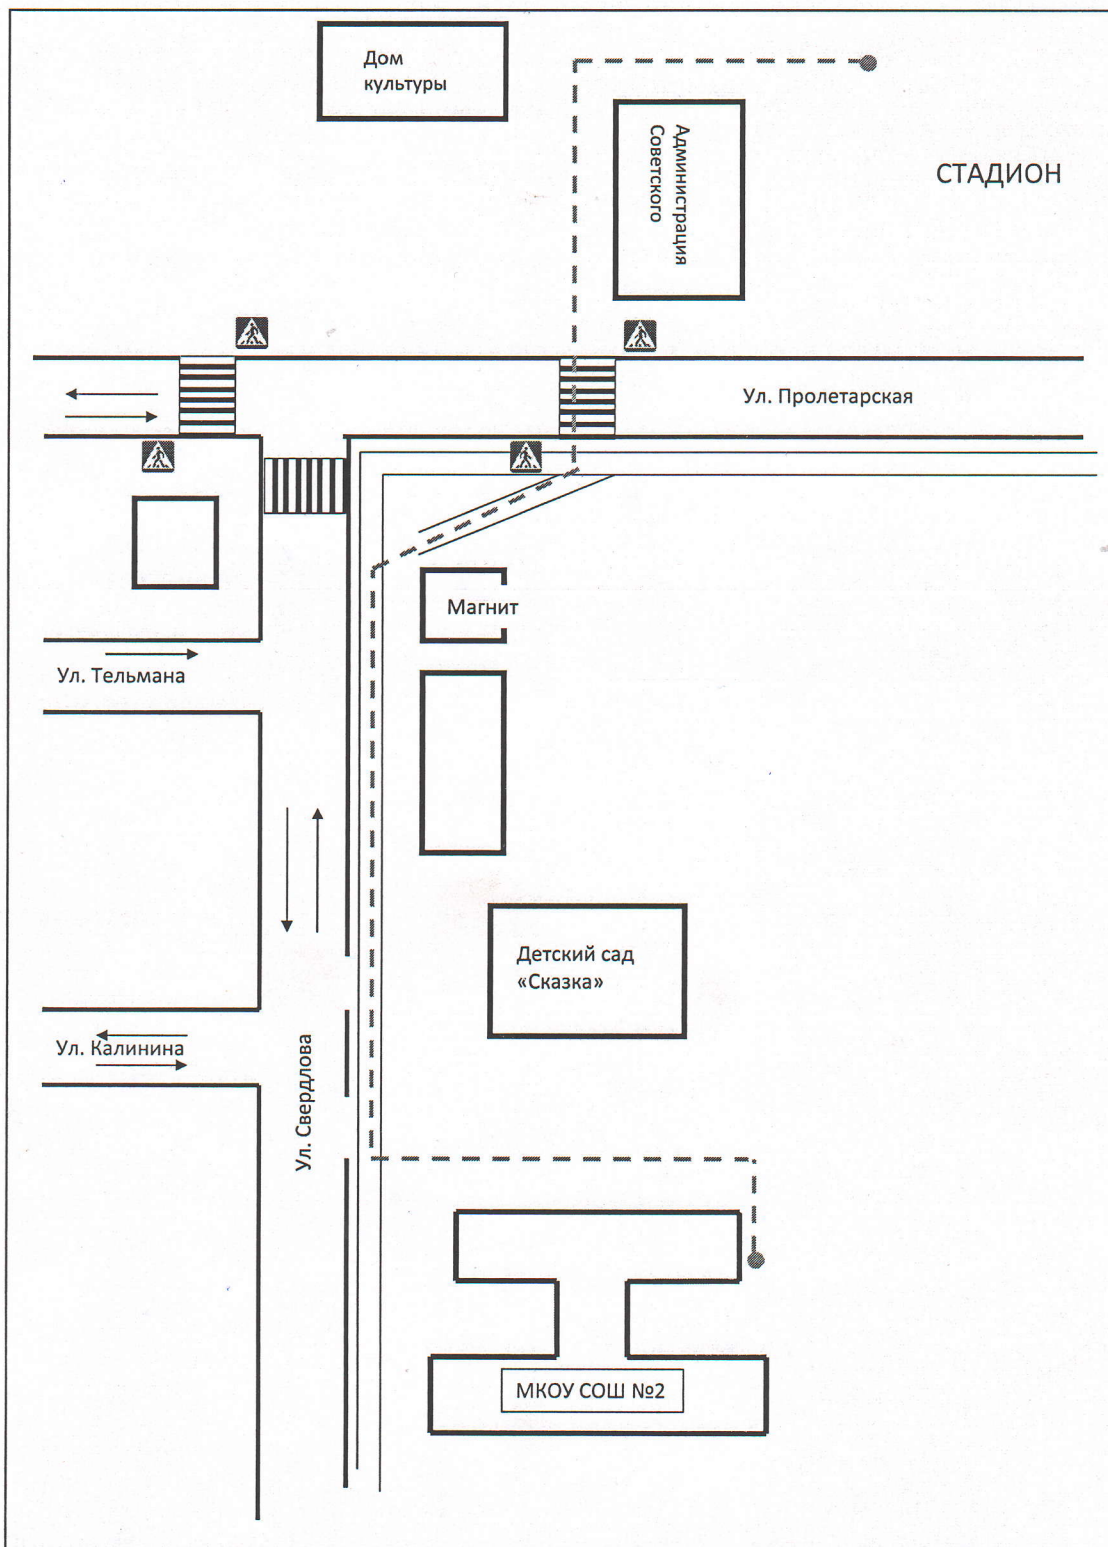 Дом
культуры
Администрация
Советского
СТАДИОН
Ул. Пролетарская
Магнит
Ул. Тельмана
Детский сад
«Сказка»
Ул. Калинина
Ул. Свердлова
МКОУ СОШ №2